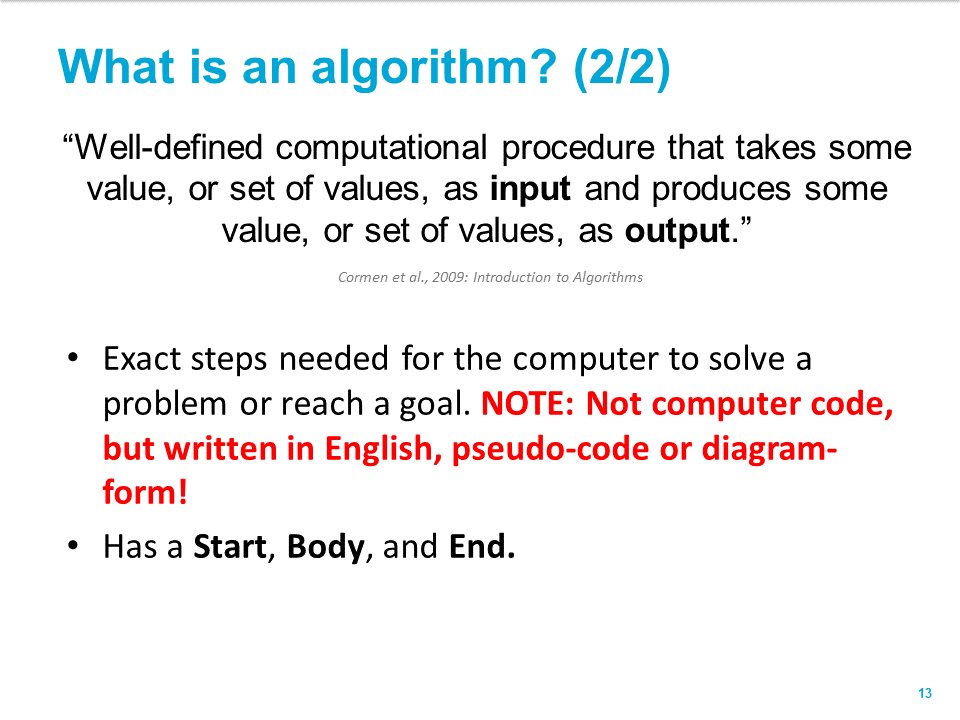 What is an algorithm? (2/2)
“Well-defined computational procedure that takes some
value, or set of values, as input and produces some
value, or set of values, as output.”
Cormen et al., 2009: Introduction to Algorithms
• Exact steps needed for the computer to solve a
problem or reach a goal. NOTE: Not computer code,
but written in English, pseudo-code or diagram-
form!
• Has a Start, Body, and End.
13